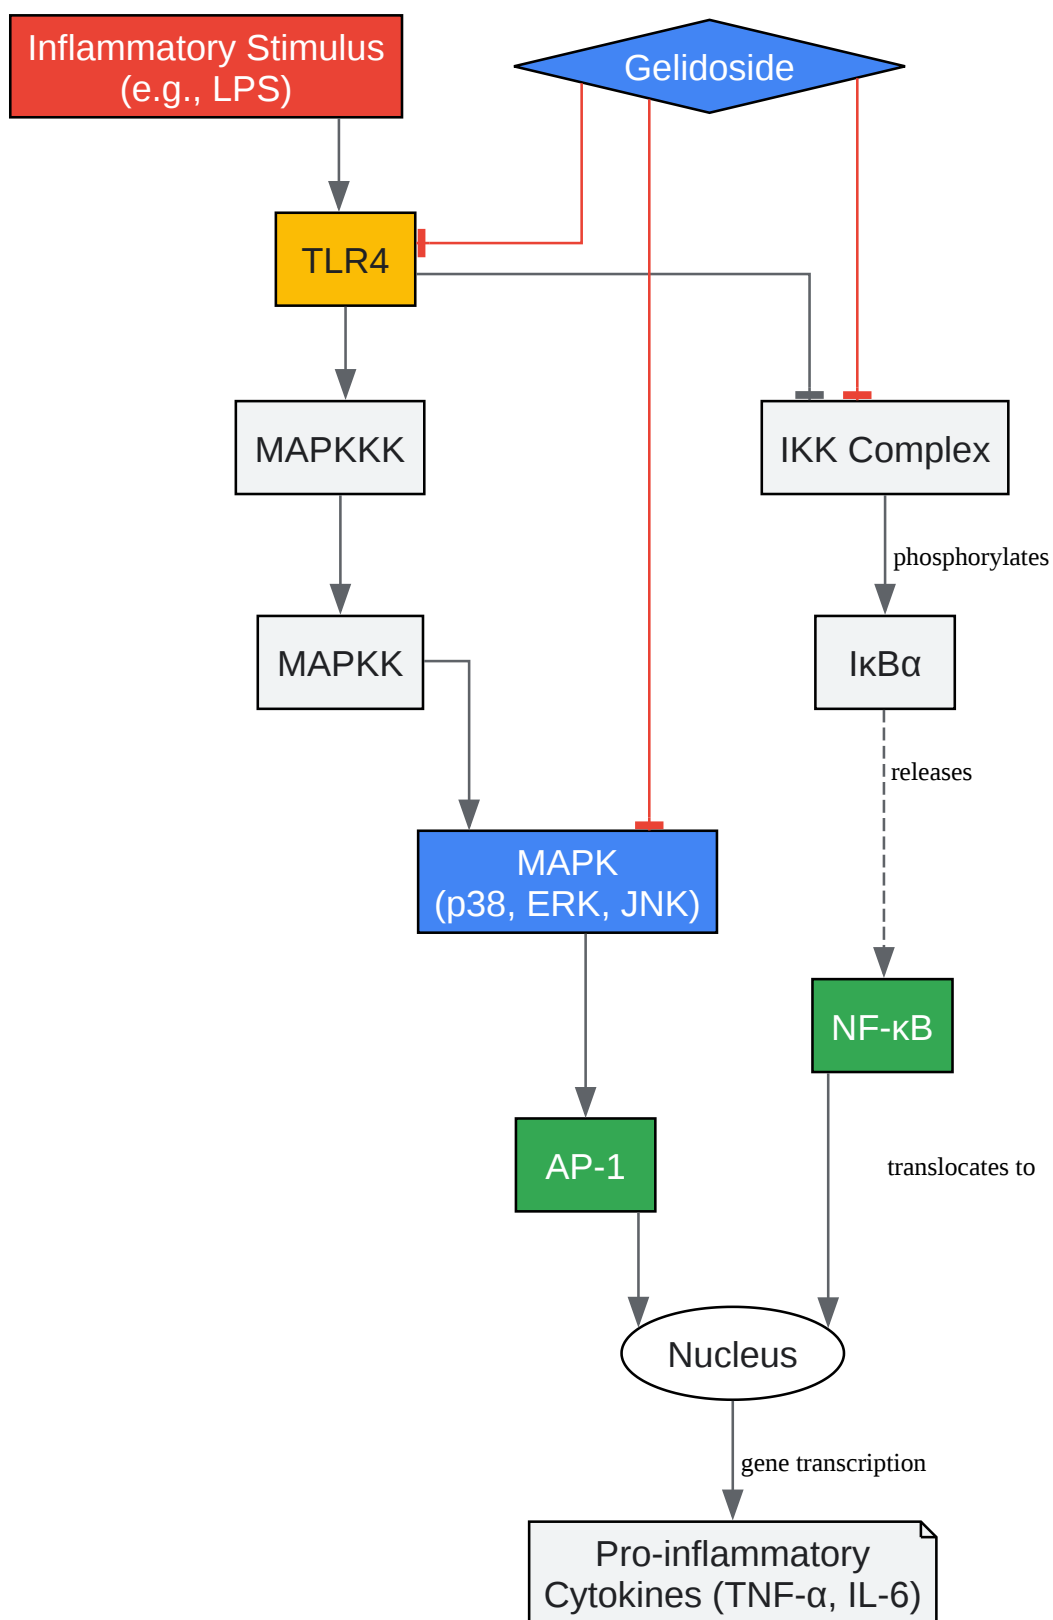 Inflammatory Stimulus
(e.g., LPS)
Gelidoside
TLR4
MAPKKK
IKK Complex
phosphorylates
MAPKK
IκBα
releases
MAPK
(p38, ERK, JNK)
NF-κB
AP-1
translocates to
Nucleus
gene transcription
Pro-inflammatory
Cytokines (TNF-α, IL-6)